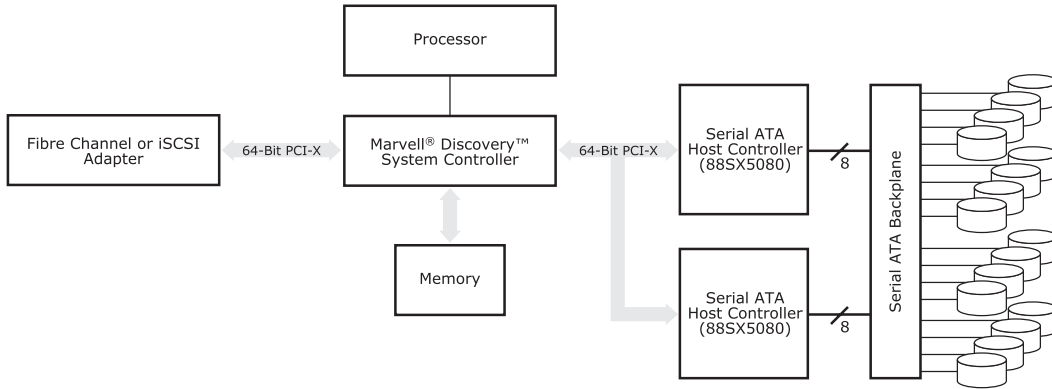 Processor
Fibre Channel or iSCSI
Adapter
64-Bit PCI-X
Marvell® Discovery™
System Controller
64-Bit PCI-X
Serial ATA
Host Controller
(88SX5080)
8
Serial ATA Backplane
Memory
Serial ATA
Host Controller
(88SX5080)
8